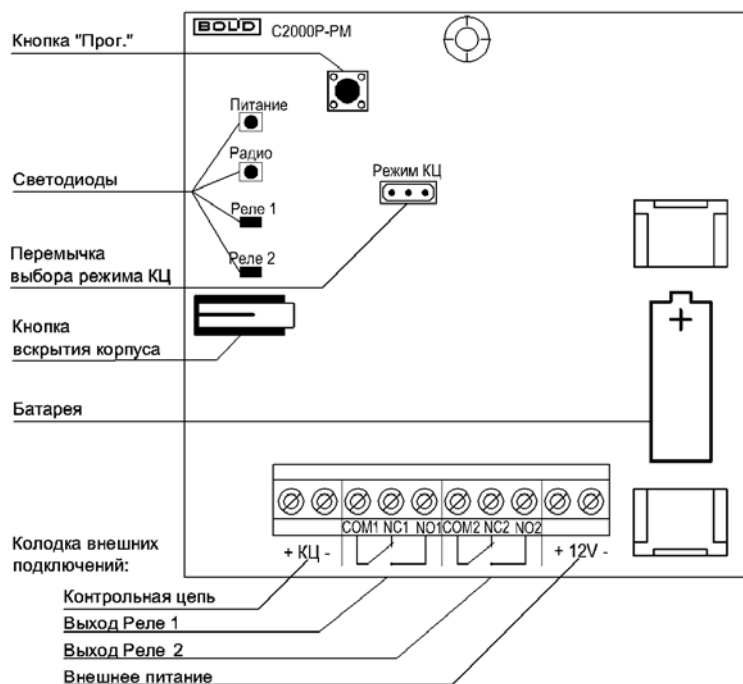 BOLID С2000Р-РМ
Кнопка "Прог."
Питание
Радио
Светодиоды
Режим КЦ
Реле 1
Перемычка
выбора режима КЦ
Реле 2
Кнопка
вскрытия корпуса
+
Батарея
COM1 NC1 NO1 COM2 NC2 NO2
+ КЦ -
+ 12V -
Колодка внешних
подключений:
Контрольная цепь
Выход Реле 1
Выход Реле 2
Внешнее питание